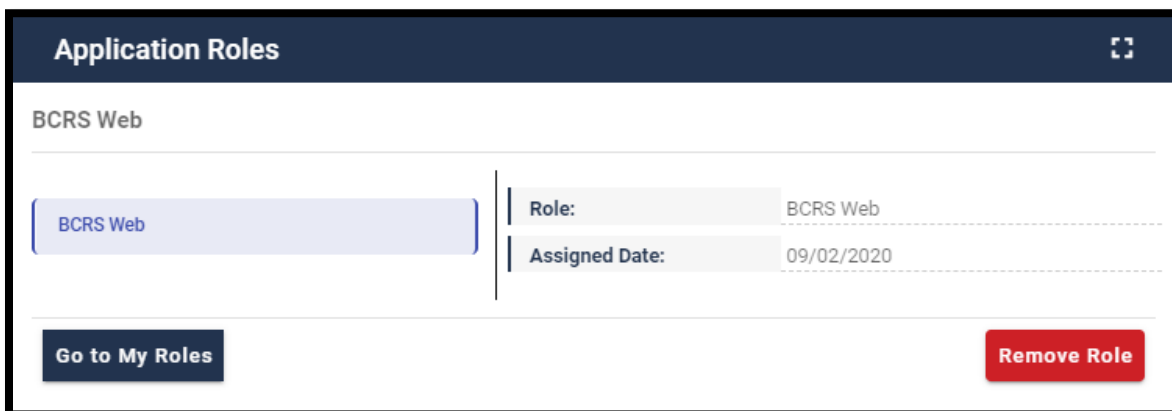 Application Roles
BCRS Web
BCRS Web
Role: BCRS Web
Assigned Date: 09/02/2020
Go to My Roles
Remove Role